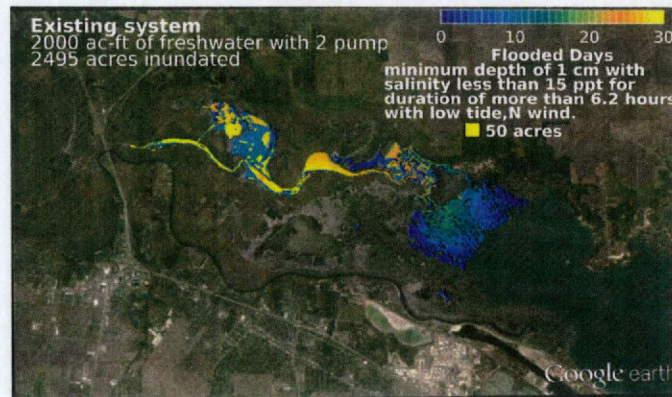 Existing system
2000 ac-ft of freshwater with 2 pump
2495 acres inundated
0 10 20 30
Flooded Days
minimum depth of 1 cm with
salinity less than 15 ppt for
duration of more than 6.2 hours
with low tide,N wind.
50 acres
Google earth